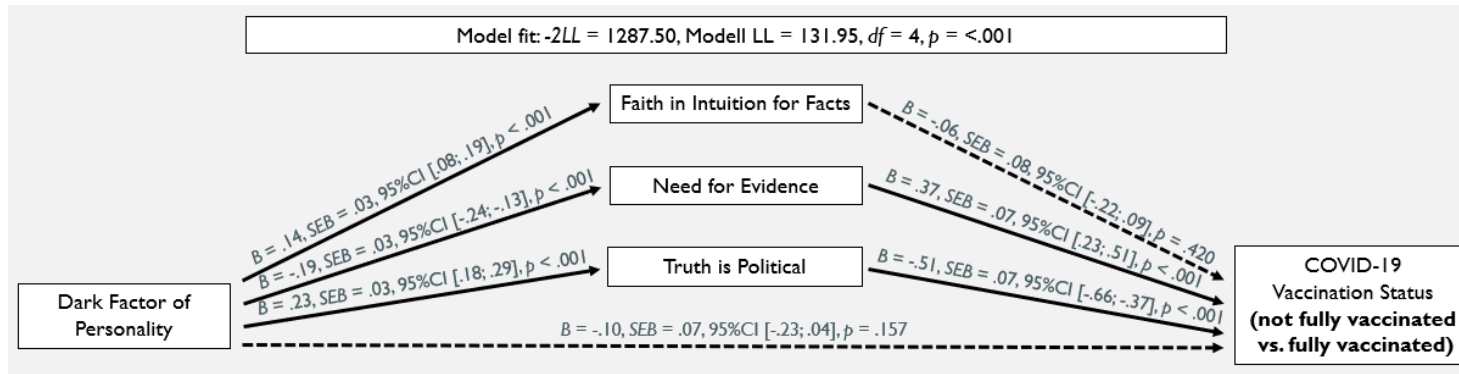 Model fit: -2LL = 1287.50, Modell LL = 131.95, df = 4, p = <.001
Faith in Intuition for Facts
B = .14, SEB = .03, 95%CI [.08; .19], p < .001
B = -.06, SEB = .08, 95%CI [-.22; .09], p = .420
Need for Evidence
B = -.19, SEB = .03, 95%CI [-.24; -.13], p < .001
B = .37, SEB = .07, 95%CI [.23; .51], p < .001
Truth is Political
B = .23, SEB = .03, 95%CI [.18; .29], p < .001
B = -.51, SEB = .07, 95%CI [-.66; -.37], p < .001
Dark Factor of
Personality
B = -.10, SEB = .07, 95%CI [-.23; .04], p = .157
COVID-19
Vaccination Status
(not fully vaccinated
vs. fully vaccinated)